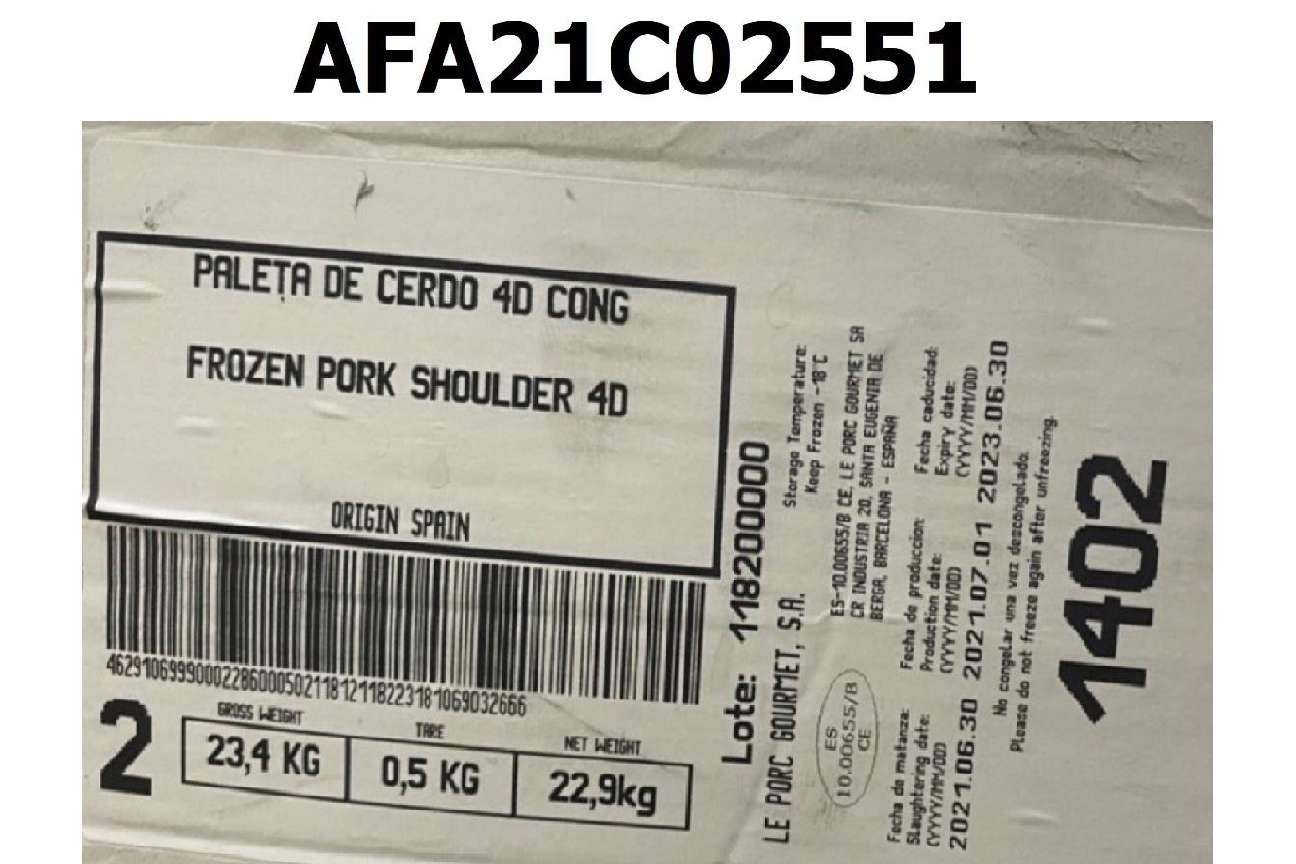 AFA21C02551
PALETA DE CERDO 4D CONG
FROZEN PORK SHOULDER 4D
ORIGIN SPAIN
4629106999000228600050211812118223181069032666
2
GROSS WEIGHT
23,4 KG
TARE
0,5 KG
NET WEIGHT
22,9kg
Lote: 118200000
LE PORC GOURMET, S.A.
Storage Temperature:
Keep Frozen -18°C
ES-10.00655/B CE, LE PORC GOURMET SA
CR INDUSTRIA 20, SANTA EUGENIA DE
BERGA, BARCELONA - ESPAÑA
ES
10.00655/B
CE
Fecha de matanza:
Slaughtering date:
(YYYY/MM/DD)
2021.06.30
Fecha de produccion:
Production date:
(YYYY/MM/DD)
2021.07.01
Fecha caducidad:
Expiry date:
(YYYY/MM/DD)
2023.06.30
No congelar una vez descongelado.
Please do not freeze again after unfreezing.
1402